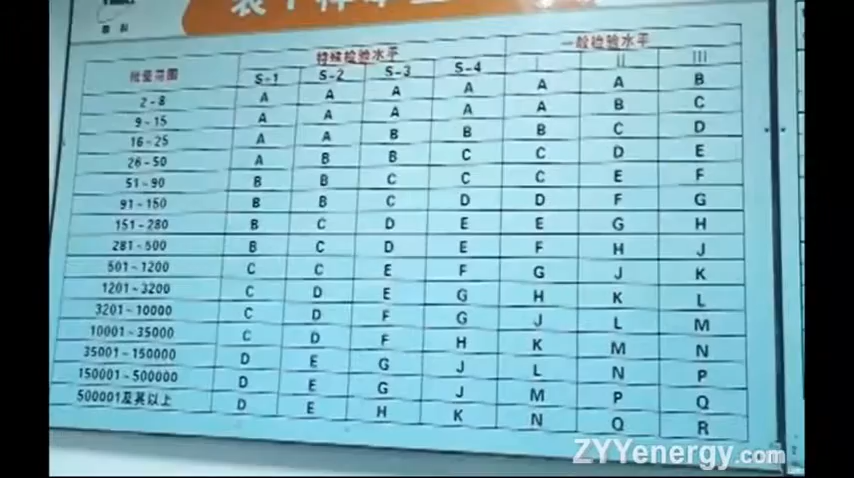 特殊检验水平 一般检验水平
批量范围 S-1 S-2 S-3 S-4 I II III
2-8 A A A A A A B
9-15 A A A A A B C
16-25 A A B B B C D
26-50 A B B C C D E
51-90 B B C C C E F
91-150 B B C D D F G
151-280 B C D E E G H
281-500 B C D E F H J
501-1200 C C E F G J K
1201-3200 C D E G H K L
3201-10000 C D F G J L M
10001-35000 C D F H K M N
35001-150000 D E G J L N P
150001-500000 D E G J M P Q
500001及其以上 D E H K N Q R
ZYYenergy.com